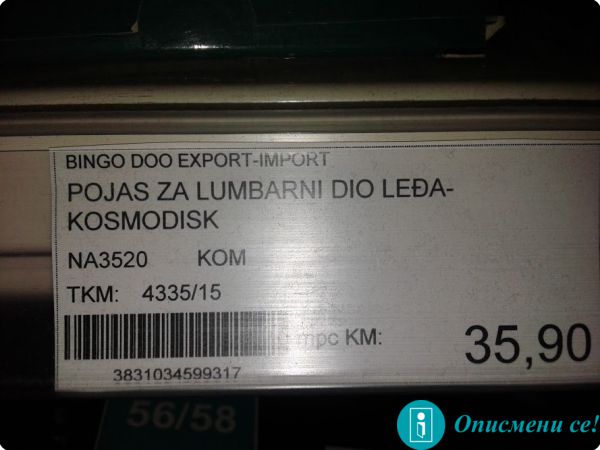 BINGO DOO EXPORT-IMPORT
POJAS ZA LUMBARNI DIO LEĐA-
KOSMODISK
NA3520 KOM
TKM: 4335/15
mpc KM: 35,90
3831034599317
56/58
Описмени се!